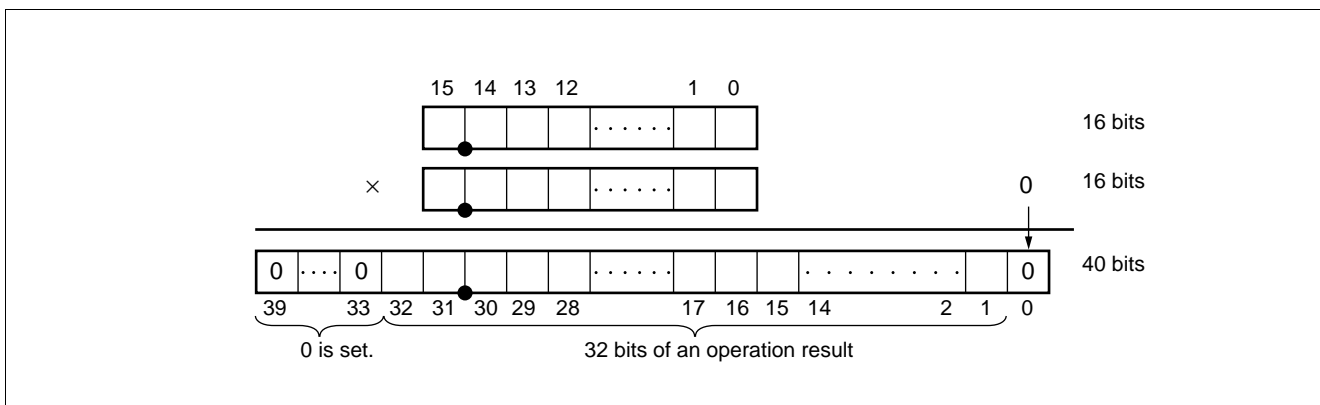 15 14 13 12 1 0
. . . . . . 16 bits
× . . . . . . 0 16 bits
0 . . . . 0 . . . . . . . . . . . . . . 0 40 bits
39 33 32 31 30 29 28 17 16 15 14 2 1 0
0 is set. 32 bits of an operation result